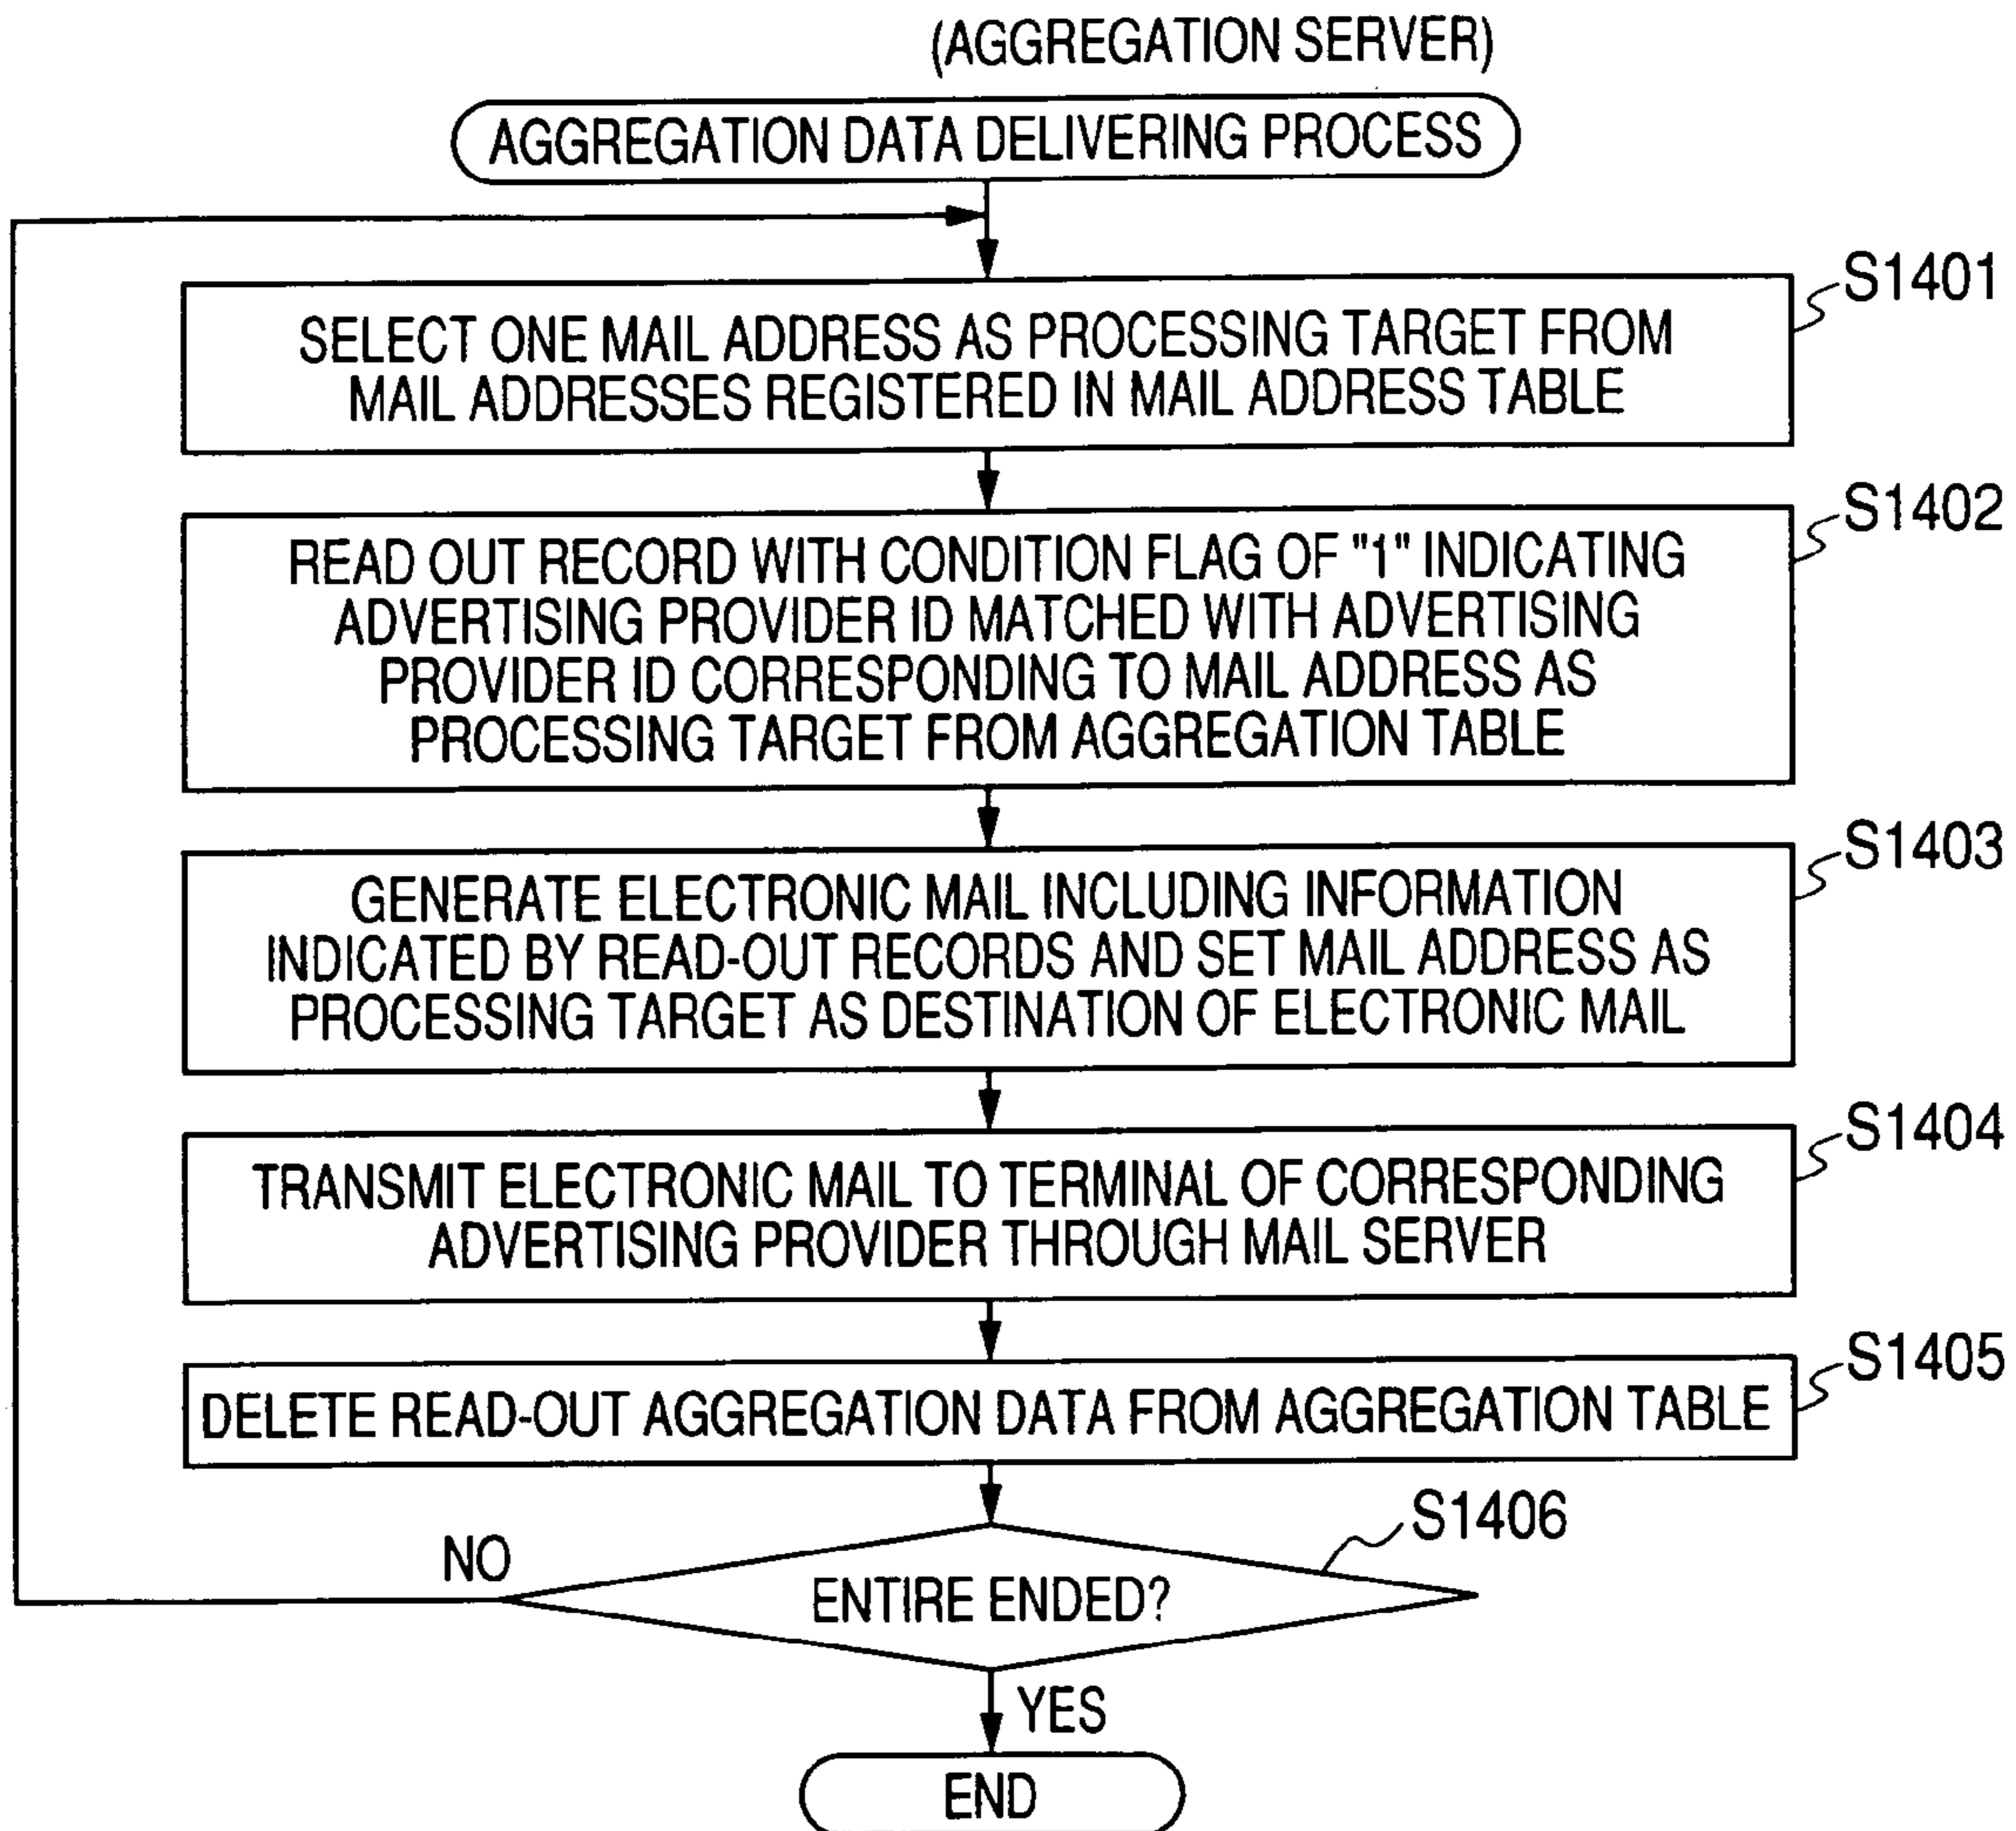 (AGGREGATION SERVER)
AGGREGATION DATA DELIVERING PROCESS
S1401
SELECT ONE MAIL ADDRESS AS PROCESSING TARGET FROM
MAIL ADDRESSES REGISTERED IN MAIL ADDRESS TABLE
S1402
READ OUT RECORD WITH CONDITION FLAG OF "1" INDICATING
ADVERTISING PROVIDER ID MATCHED WITH ADVERTISING
PROVIDER ID CORRESPONDING TO MAIL ADDRESS AS
PROCESSING TARGET FROM AGGREGATION TABLE
S1403
GENERATE ELECTRONIC MAIL INCLUDING INFORMATION
INDICATED BY READ-OUT RECORDS AND SET MAIL ADDRESS AS
PROCESSING TARGET AS DESTINATION OF ELECTRONIC MAIL
S1404
TRANSMIT ELECTRONIC MAIL TO TERMINAL OF CORRESPONDING
ADVERTISING PROVIDER THROUGH MAIL SERVER
S1405
DELETE READ-OUT AGGREGATION DATA FROM AGGREGATION TABLE
S1406
NO
ENTIRE ENDED?
YES
END